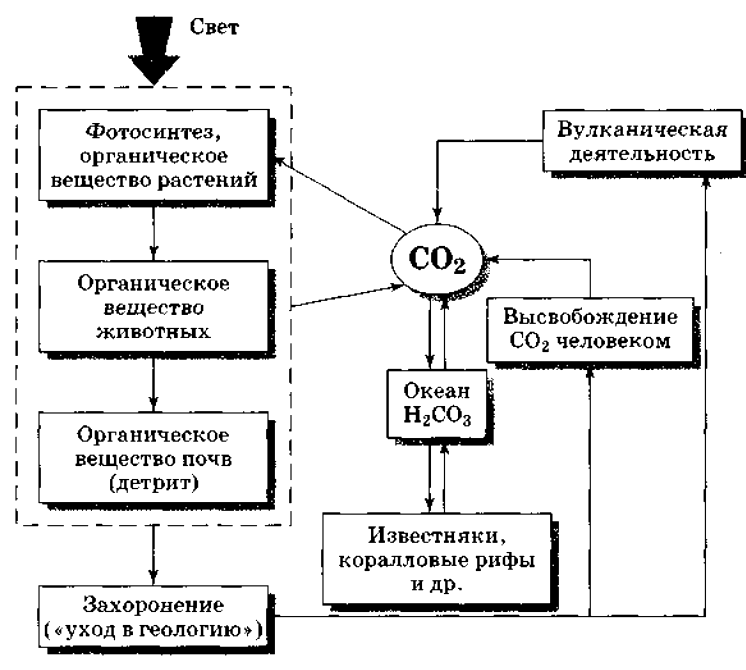 Свет
Фотосинтез,
органическое
вещество растений
Вулканическая
деятельность
CO₂
Органическое
вещество
животных
Высвобождение
CO₂ человеком
Океан
H₂CO₃
Органическое
вещество почв
(детрит)
Известняки,
коралловые рифы
и др.
Захоронение
(«уход в геологию»)